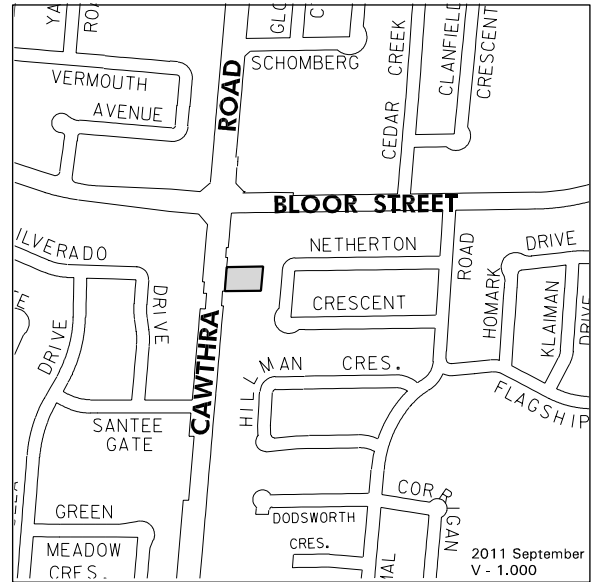 SCHOMBERG
CEDAR CREEK
CLANFIELD
CRESCENT
VERMOUTH
AVENUE
ROAD
BLOOR STREET
NETHERTON
CRESCENT
ROAD
HOMARK
DRIVE
KLAIMAN
DRIVE
DRIVE
DRIVE
CAWTHRA
HILLMAN CRES.
FLAGSHIP
SANTEE
GATE
GREEN
MEADOW
CRES.
DODSWORTH
CRES.
CORRIGAN
2011 September
V - 1.000